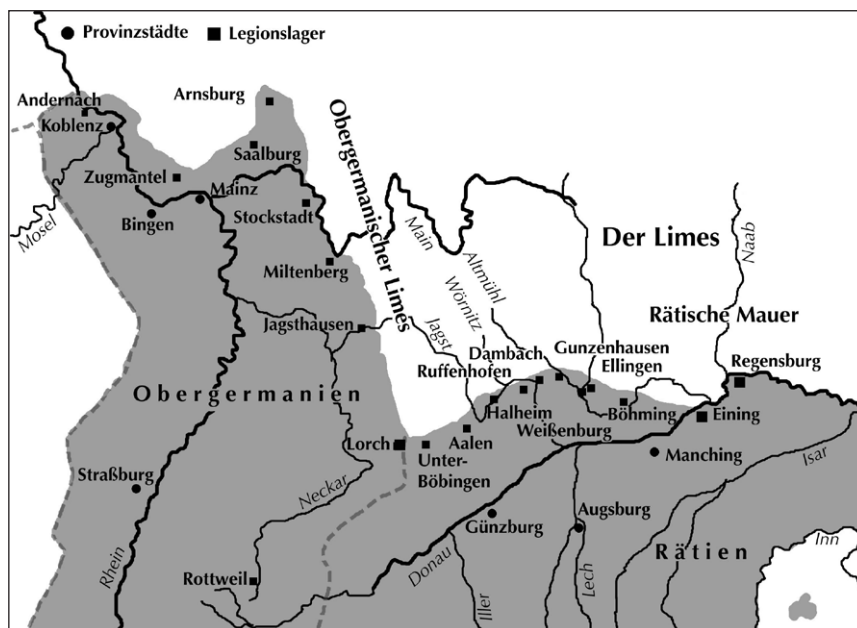 Provinzstädte
Legionslager
Andernach
Koblenz
Arnsburg
Saalburg
Zugmantel
Mainz
Bingen
Stockstadt
Mosel
Miltenberg
Obergermanischer Limes
Main
Altmühl
Wörnitz
Jagst
Der Limes
Naab
Rätische Mauer
Jagsthausen
Dambach
Ruffenhofen
Gunzenhausen
Ellingen
Regensburg
Obergermanien
Halheim
Böhming
Eining
Weißenburg
Lorch
Aalen
Unter-
Böbingen
Manching
Isar
Straßburg
Neckar
Günzburg
Augsburg
Rätien
Inn
Rhein
Rottweil
Donau
Iller
Lech